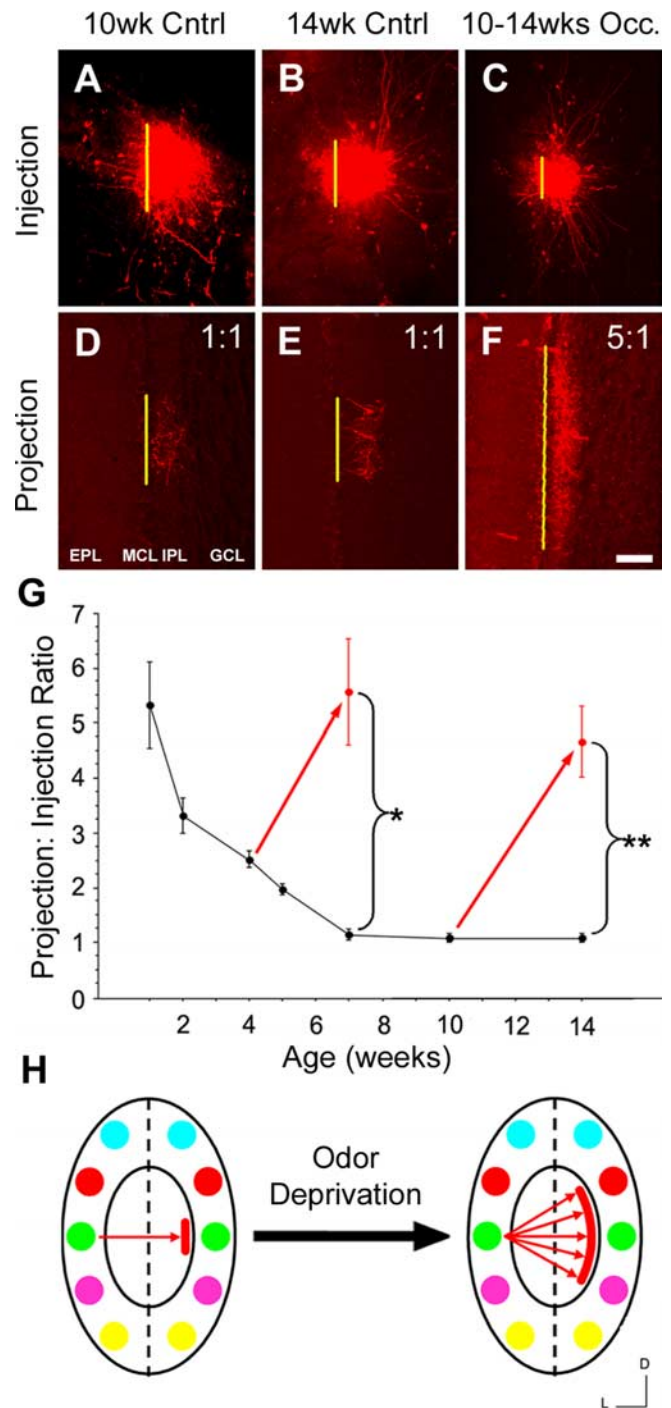 10wk Cntrl 14wk Cntrl 10-14wks Occ.
A B C
Injection
D 1:1 E 1:1 F 5:1
Projection
EPL MCL IPL GCL
G
7
6
5
4
3
2
1
0
* **
Projection: Injection Ratio
2 4 6 8 10 12 14
Age (weeks)
H
Odor
Deprivation
D
L